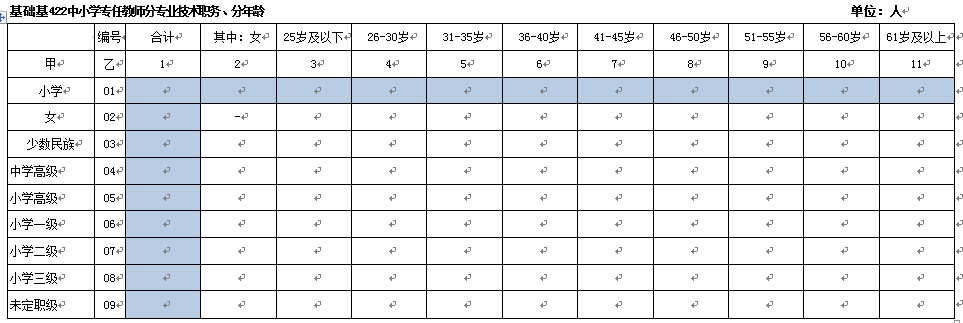 基础基422中小学专任教师分专业技术职务、分年龄 单位：人
编号 合计 其中：女 25岁及以下 26-30岁 31-35岁 36-40岁 41-45岁 46-50岁 51-55岁 56-60岁 61岁及以上
甲 乙 1 2 3 4 5 6 7 8 9 10 11
小学 01
女 02 -
少数民族 03
中学高级 04
小学高级 05
小学一级 06
小学二级 07
小学三级 08
未定职级 09